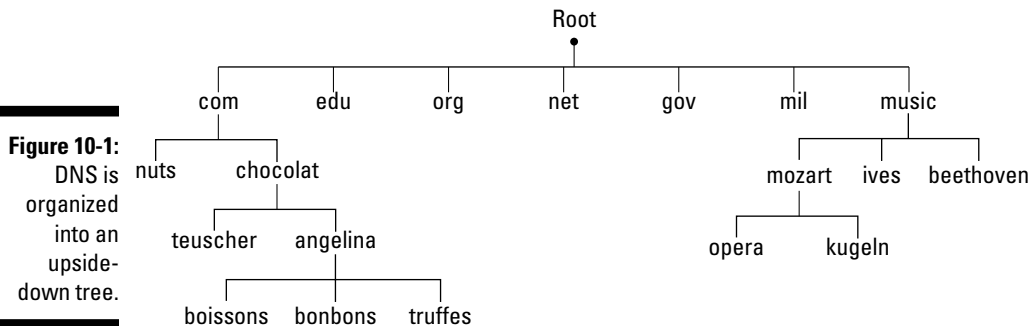 Root
com edu org net gov mil music
Figure 10-1:
DNS is
organized
into an
upside-
down tree.
nuts chocolat mozart ives beethoven
teuscher angelina opera kugeln
boissons bonbons truffes